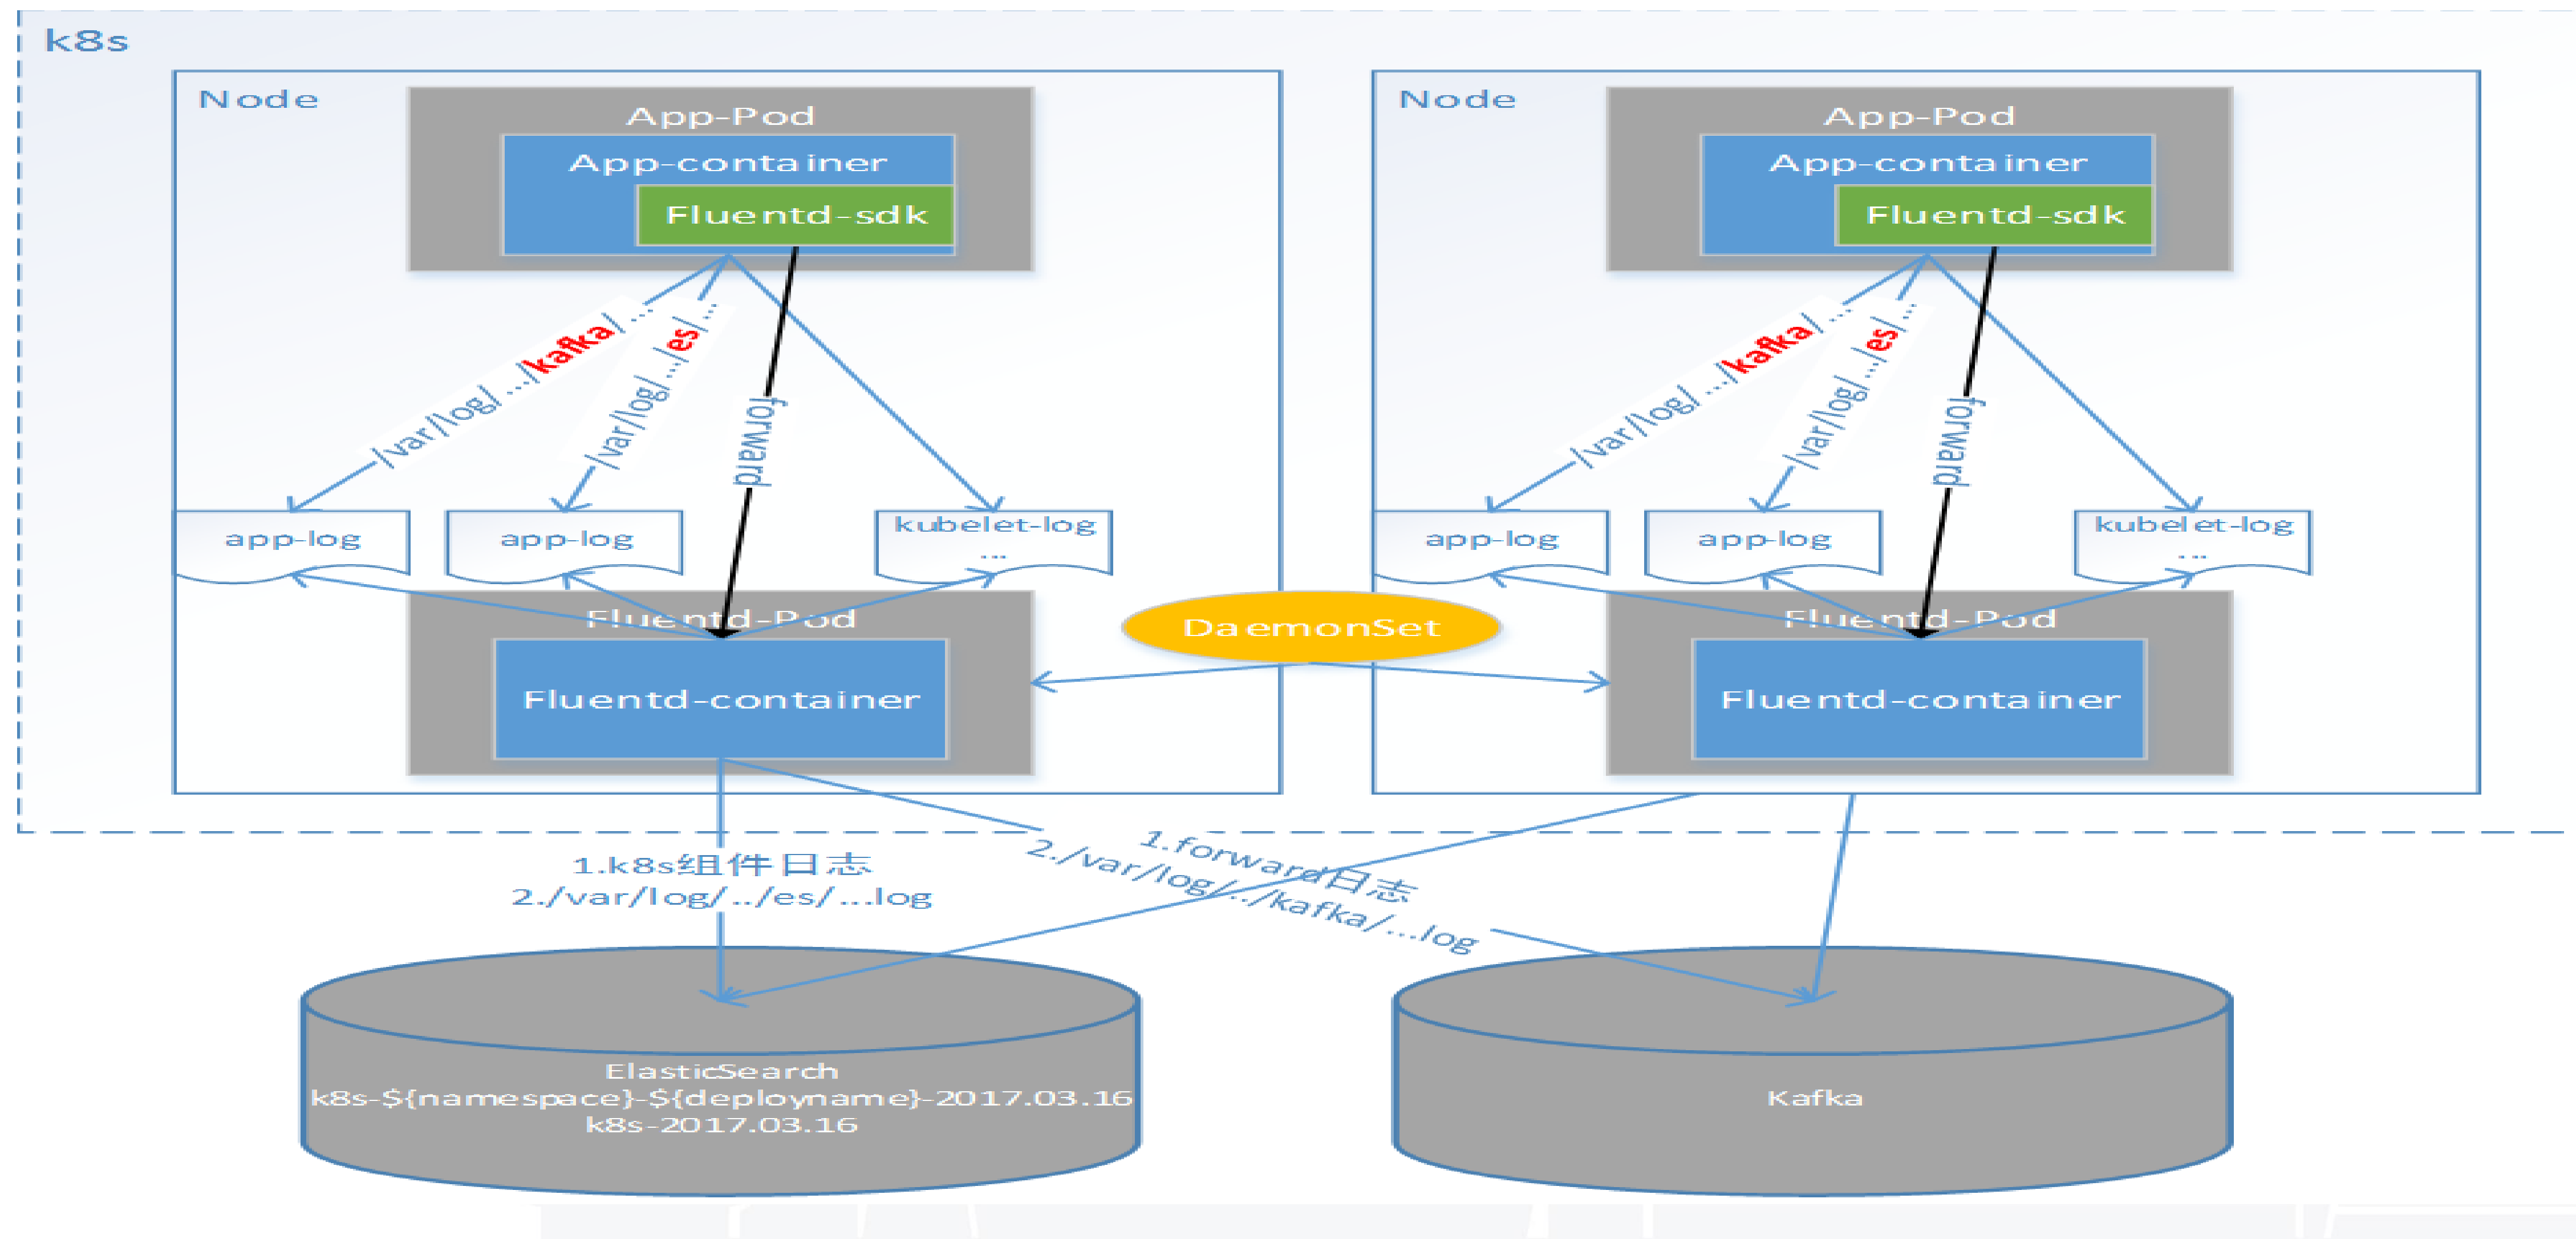 k8s
Node
App-Pod
App-container
Fluentd-sdk
/var/log/.../kafka/...
/var/log/.../es/...
forward
app-log
app-log
kubelet-log
...
Fluentd-Pod
Fluentd-container
DaemonSet
Node
App-Pod
App-container
Fluentd-sdk
/var/log/.../kafka/...
/var/log/.../es/...
forward
app-log
app-log
kubelet-log
...
Fluentd-Pod
Fluentd-container
1.k8s组件日志
2./var/log/../es/...log
1.forward日志
2./var/log/../kafka/...log
ElasticSearch
k8s-${namespace}-${deployname}-2017.03.16
k8s-2017.03.16
Kafka